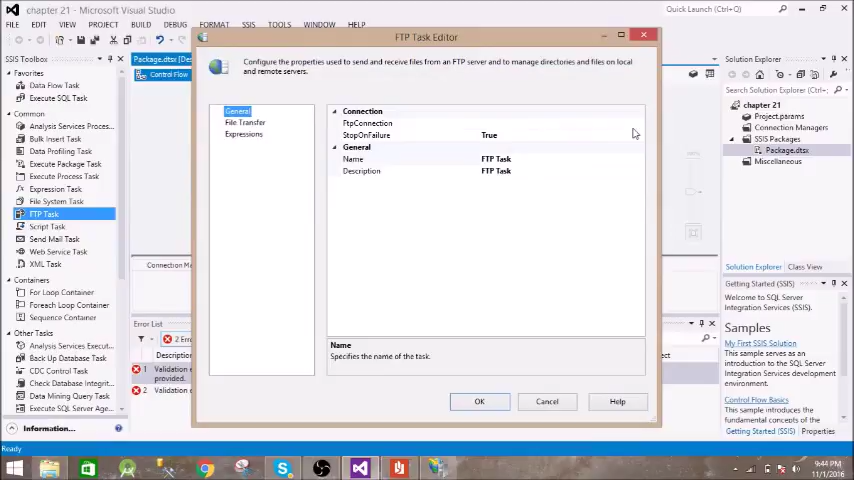 chapter 21 - Microsoft Visual Studio
Quick Launch (Ctrl+Q)
FILE EDIT VIEW PROJECT BUILD DEBUG FORMAT SSIS TOOLS WINDOW
SSIS Toolbox
Favorites
Data Flow Task
Execute SQL Task
Common
Analysis Services Process...
Bulk Insert Task
Data Profiling Task
Execute Package Task
Execute Process Task
Expression Task
File System Task
FTP Task
Script Task
Send Mail Task
Web Service Task
XML Task
Containers
For Loop Container
Foreach Loop Container
Sequence Container
Other Tasks
Analysis Services Execut...
Back Up Database Task
CDC Control Task
Check Database Integrit...
Data Mining Query Task
Execute SQL Server Age...
Information...
Package.dtsx [Des
Control Flow
Connection Ma
Error List
2 Erro
Descrip
1 Validation e
provided.
2 Validation e
FTP Task Editor
Configure the properties used to send and receive files from an FTP server and to manage directories and files on local
and remote servers.
General
File Transfer
Expressions
Connection
FtpConnection
StopOnFailure True
General
Name FTP Task
Description FTP Task
Name
Specifies the name of the task.
OK Cancel Help
ect
Solution Explorer
chapter 21
Project.params
Connection Managers
SSIS Packages
Package.dtsx
Miscellaneous
Solution Explorer Class View
Getting Started (SSIS)
Welcome to SQL Server
Integration Services
Samples
My First SSIS Solution
This sample serves as an
introduction to the SQL Server
Integration Services development
environment.
Control Flow Basics
This sample introduces the
fundamental concepts of control
Getting Started (SSIS) Properties
Ready
9:44 PM
11/1/2016